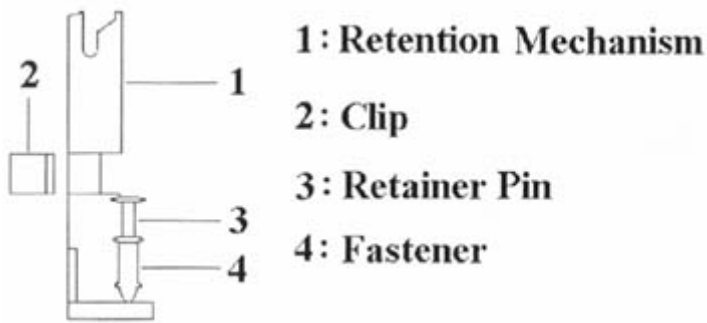 1: Retention Mechanism
2: Clip
3: Retainer Pin
4: Fastener
2
1
3
4